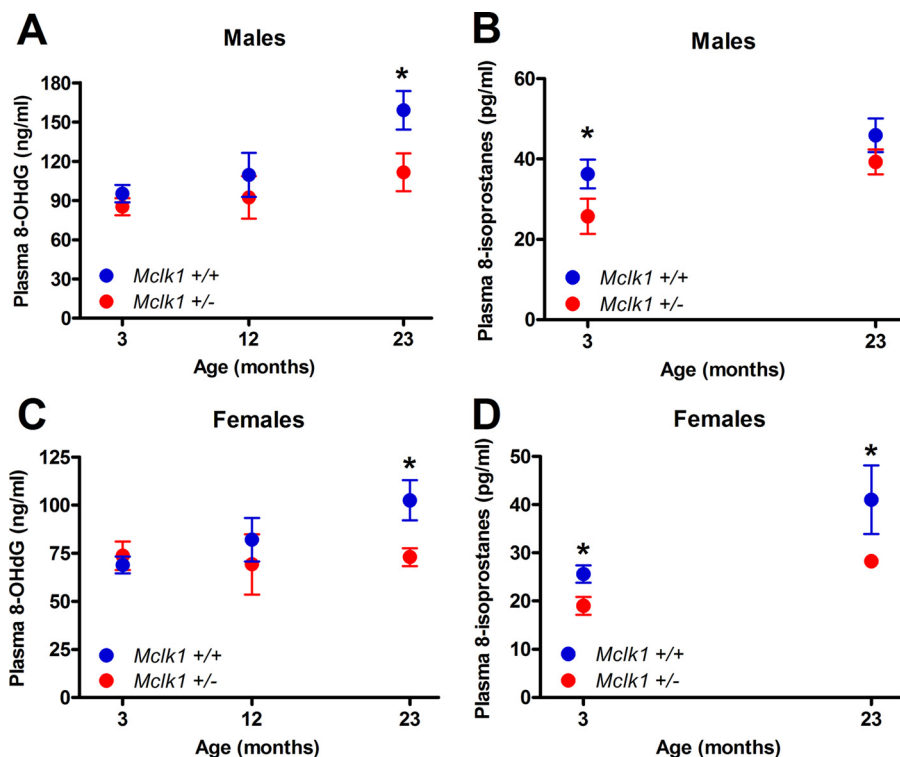 A
Males
Plasma 8-OHdG (ng/ml)
180
150
120
90
60
30
0
*
Mclk1 +/+
Mclk1 +/-
3
12
23
Age (months)
B
Males
Plasma 8-isoprostanes (pg/ml)
60
40
20
0
*
Mclk1 +/+
Mclk1 +/-
3
23
Age (months)
C
Females
Plasma 8-OHdG (ng/ml)
125
100
75
50
25
0
*
Mclk1 +/+
Mclk1 +/-
3
12
23
Age (months)
D
Females
Plasma 8-isoprostanes (pg/ml)
50
40
30
20
10
0
*
*
Mclk1 +/+
Mclk1 +/-
3
23
Age (months)